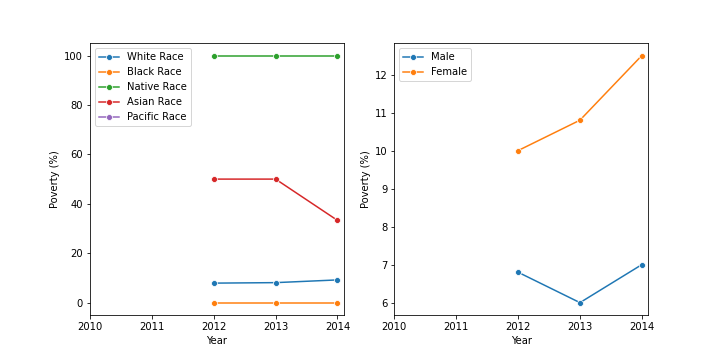 White Race
Black Race
Native Race
Asian Race
Pacific Race
100
80
60
40
20
0
Poverty (%)
2010 2011 2012 2013 2014
Year
Male
Female
12
11
10
9
8
7
6
Poverty (%)
2010 2011 2012 2013 2014
Year